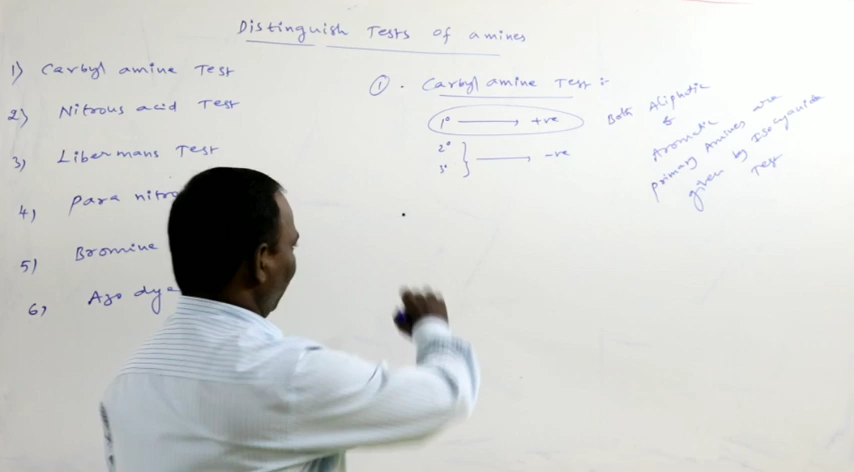 Distinguish Tests of amines
1) Carbyl amine Test
2) Nitrous acid Test
3) Libermans Test
4) Para nitro
5) Bromine
6) Azo dye
① . Carbyl amine Test :-
1° → +ve
2°
3° } → -ve
Both Aliphatic
&
Aromatic
primary Amines are
given by Isocyanide
Test